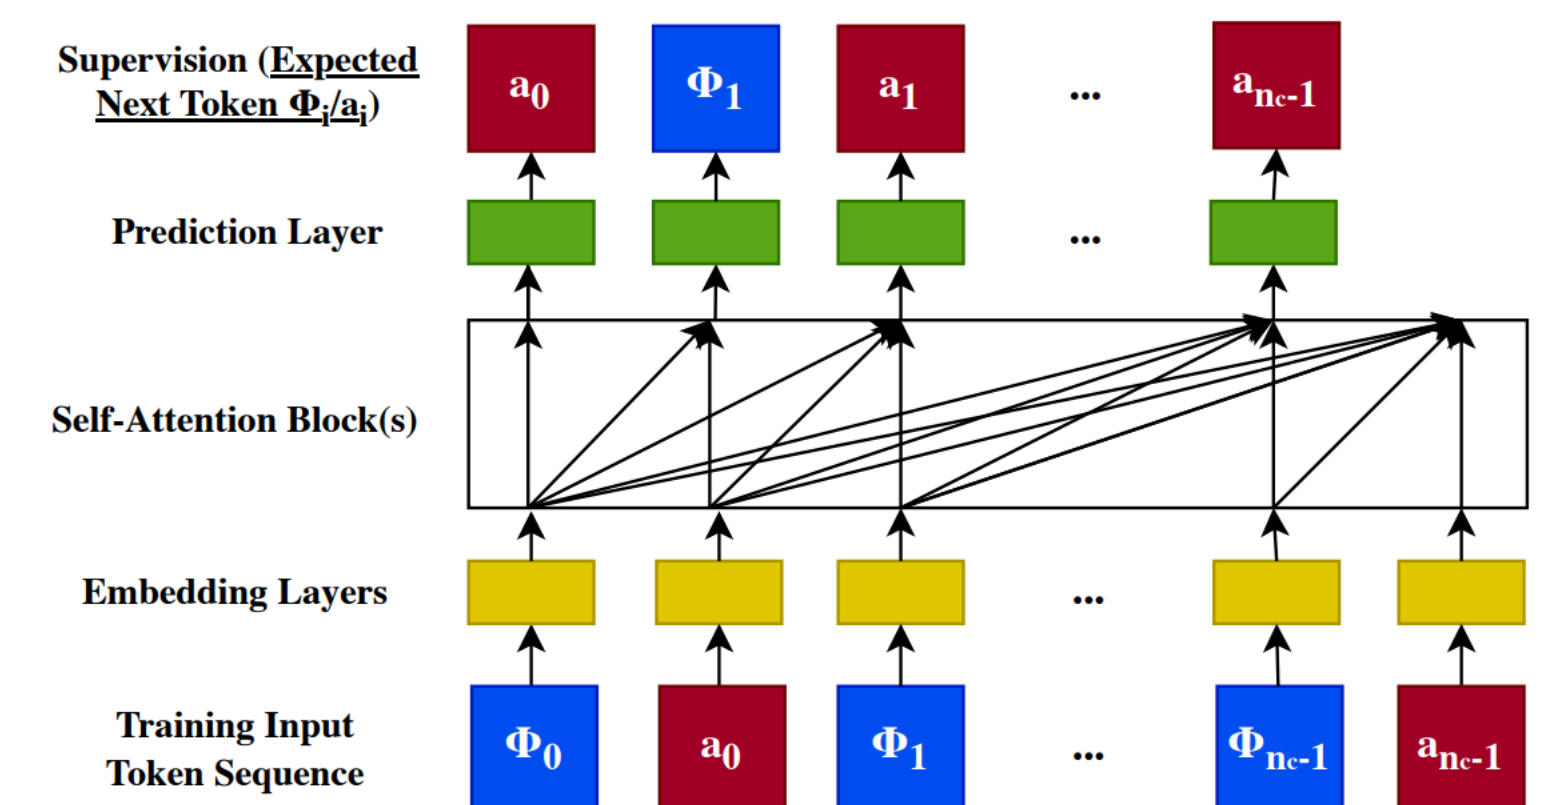 Supervision (Expected
Next Token Φi/ai)
a0
Φ1
a1
...
anc-1
Prediction Layer
...
Self-Attention Block(s)
Embedding Layers
...
Training Input
Token Sequence
Φ0
a0
Φ1
...
Φnc-1
anc-1